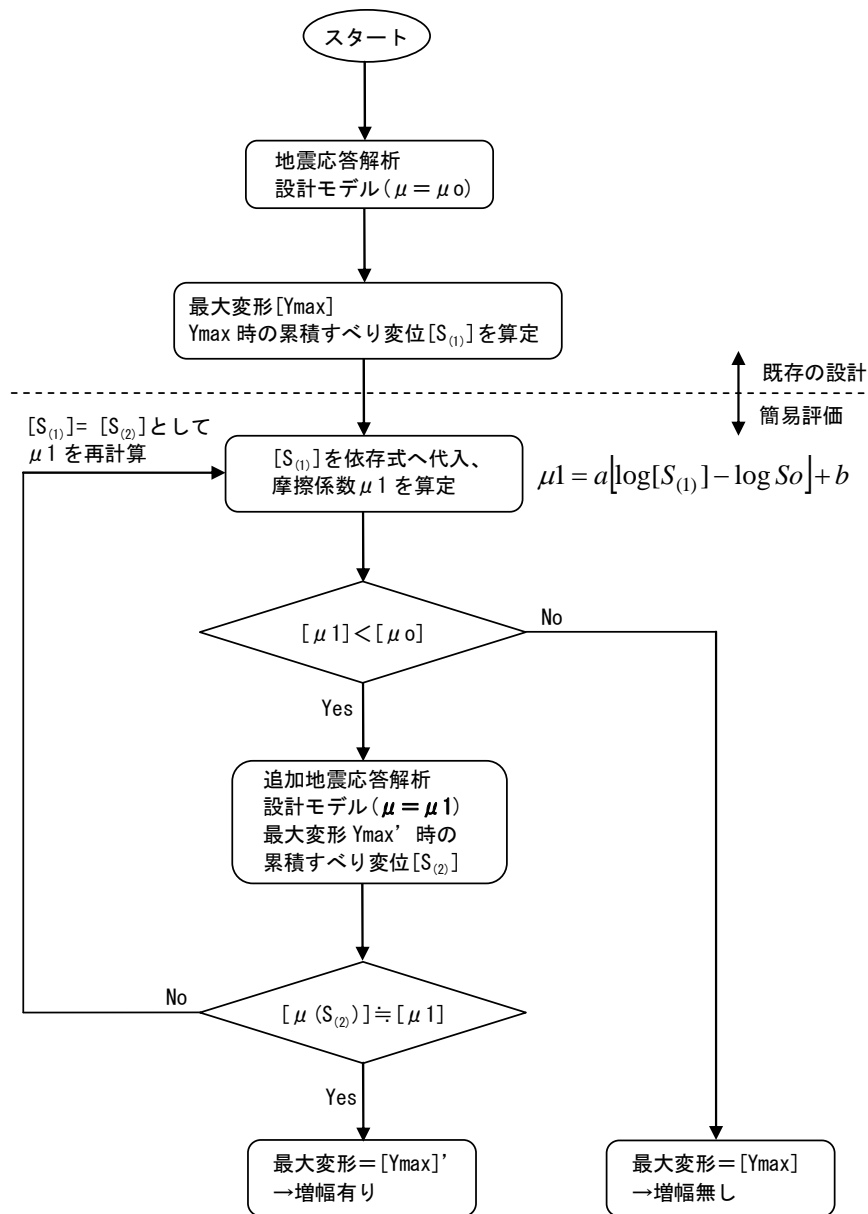 スタート
地震応答解析
設計モデル(μ＝μo)
最大変形[Ymax]
Ymax 時の累積すべり変位[S(1)]を算定
既存の設計
簡易評価
[S(1)]= [S(2)]として
μ1 を再計算
[S(1)]を依存式へ代入、
摩擦係数μ1 を算定
μ1 = a⌊log[S(1)] − log So⌋ + b
[μ1]＜[μo]
No
Yes
追加地震応答解析
設計モデル(μ＝μ1)
最大変形 Ymax’ 時の
累積すべり変位[S(2)]
No
[μ(S(2))]≒[μ1]
Yes
最大変形＝[Ymax]’
→増幅有り
最大変形＝[Ymax]
→増幅無し